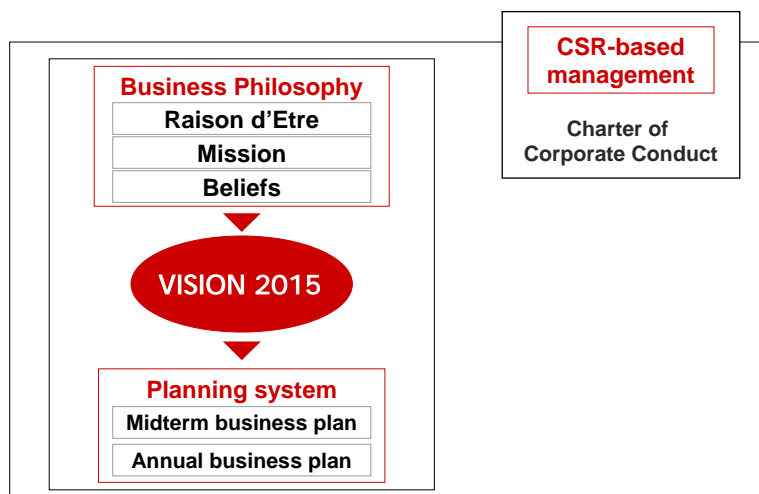 CSR-based
management
Charter of
Corporate Conduct
Business Philosophy
Raison d’Etre
Mission
Beliefs
VISION 2015
Planning system
Midterm business plan
Annual business plan